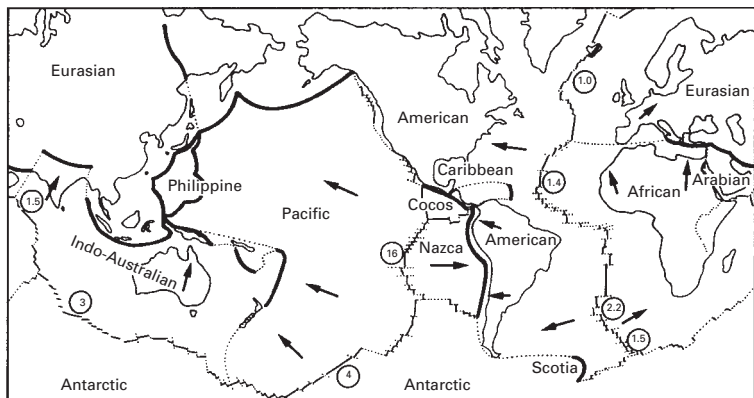 Eurasian
American
Eurasian
1.0
Caribbean
1.4
African
Arabian
1.5
Philippine
Pacific
Cocos
American
Indo-Australian
16
Nazca
3
2.2
1.5
4
Scotia
Antarctic
Antarctic